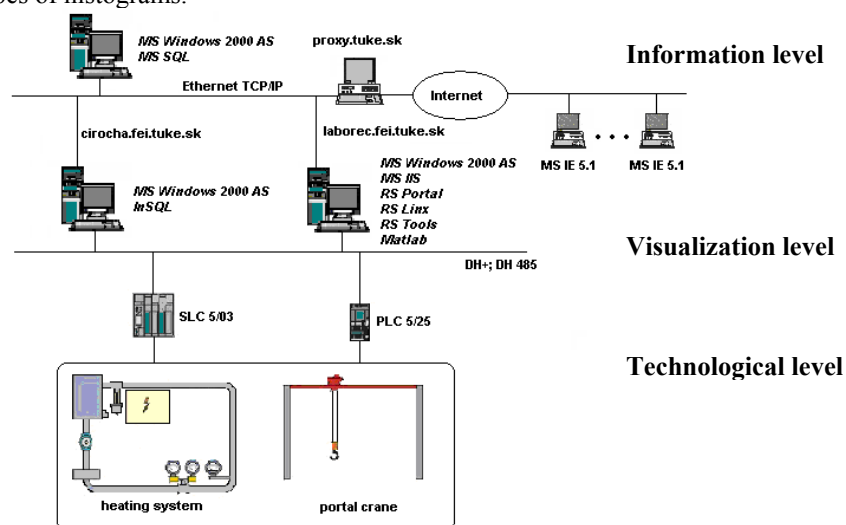 pes of histograms.
MS Windows 2000 AS
MS SQL
proxy.tuke.sk
Information level
Ethernet TCP/IP
Internet
cirocha.fei.tuke.sk
laborec.fei.tuke.sk
MS IE 5.1
MS IE 5.1
MS Windows 2000 AS
InSQL
MS Windows 2000 AS
MS IIS
RS Portal
RS Linx
RS Tools
Matlab
Visualization level
DH+; DH 485
SLC 5/03
PLC 5/25
Technological level
heating system
portal crane